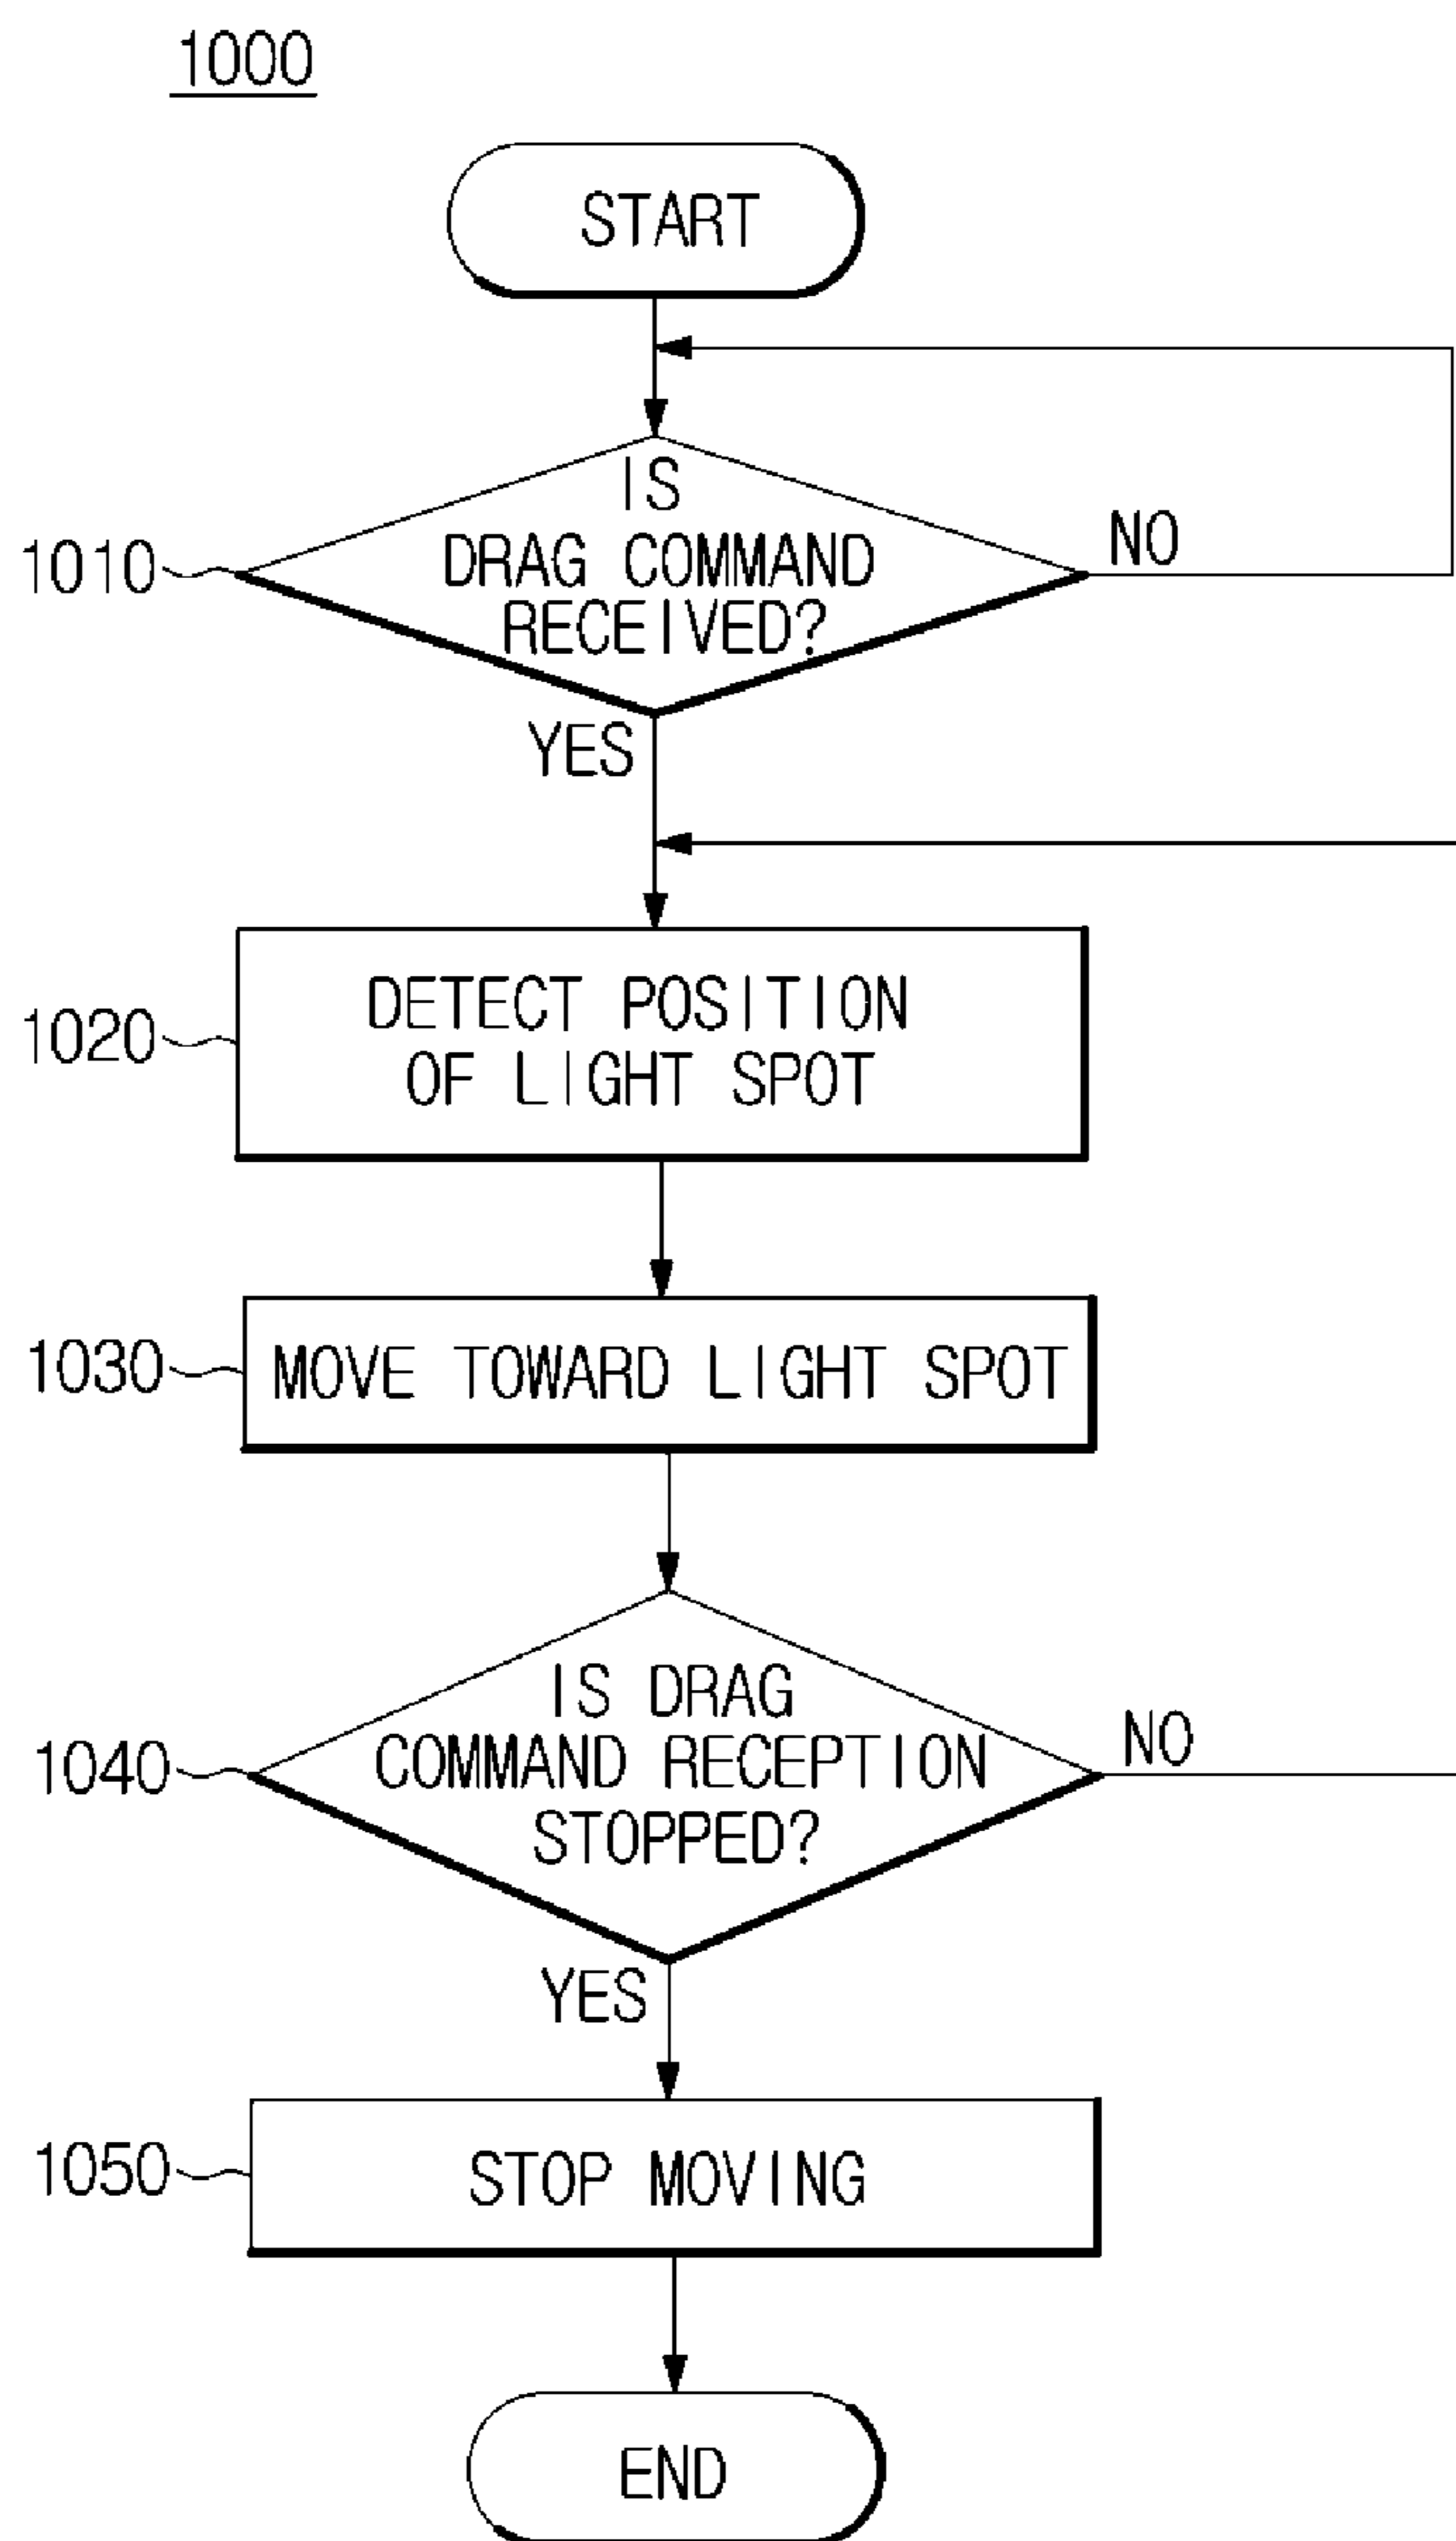 1000
START
IS
DRAG COMMAND
RECEIVED?
NO
1010
YES
DETECT POSITION
OF LIGHT SPOT
1020
MOVE TOWARD LIGHT SPOT
1030
IS DRAG
COMMAND RECEPTION
STOPPED?
NO
1040
YES
STOP MOVING
1050
END